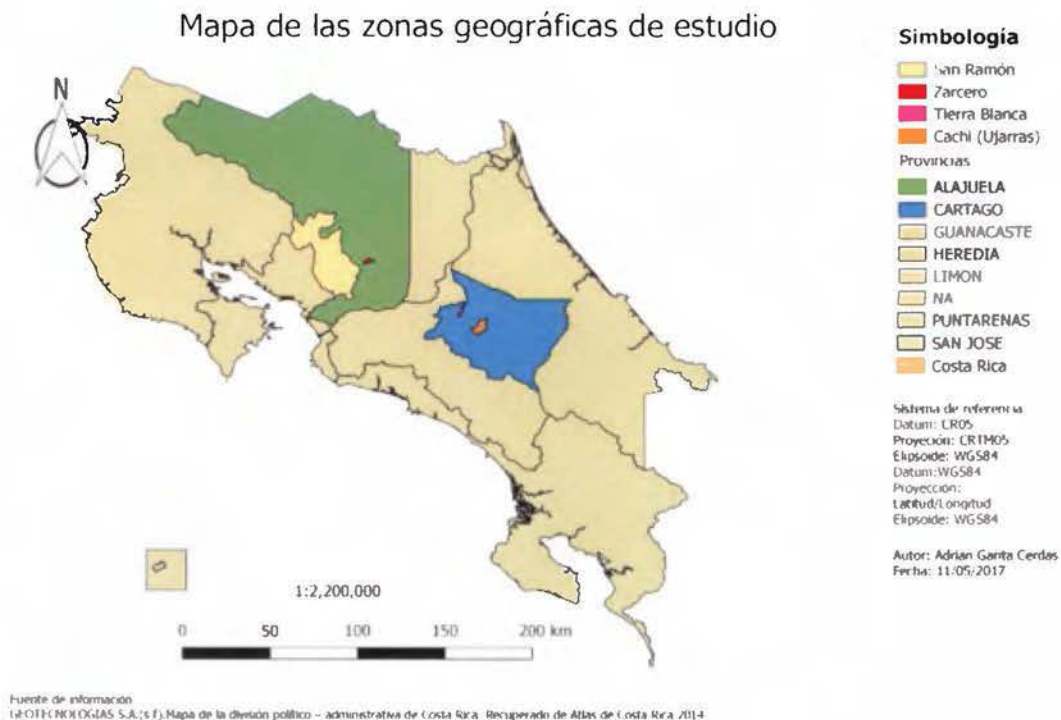 Mapa de las zonas geográficas de estudio
N
1:2,200,000
0 50 100 150 200 km
Simbología
San Ramón
Zarcero
Tierra Blanca
Cachi (Ujarras)
Provincias
ALAJUELA
CARTAGO
GUANACASTE
HEREDIA
LIMON
NA
PUNTARENAS
SAN JOSE
Costa Rica
Sistema de referencia
Datum: CR05
Proyeción: CRTM05
Elipsoide: WGS84
Datum:WGS84
Proyección:
Latitud/Longitud
Elipsoide: WGS84
Autor: Adrian Ganta Cerdas
Fecha: 11/05/2017
Fuente de información
GEOTECNOLOGIAS S.A.;s f).Mapa de la división político – administrativa de Costa Rica. Recuperado de Atlas de Costa Rica 2014